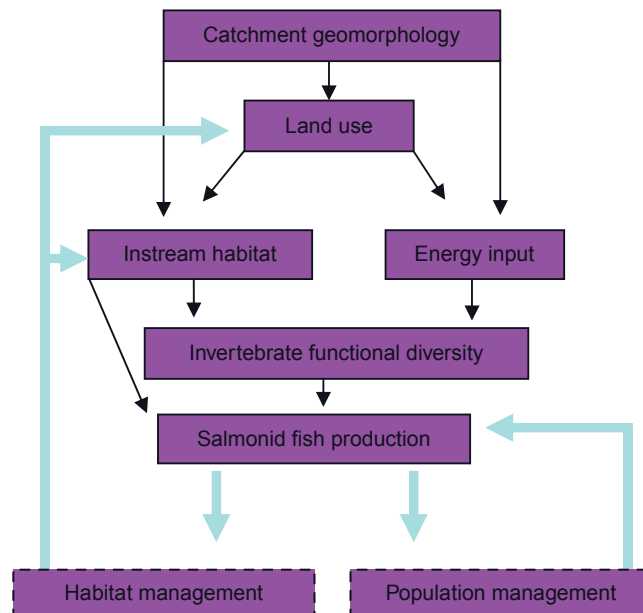 Catchment geomorphology
Land use
Instream habitat
Energy input
Invertebrate functional diversity
Salmonid fish production
Habitat management
Population management